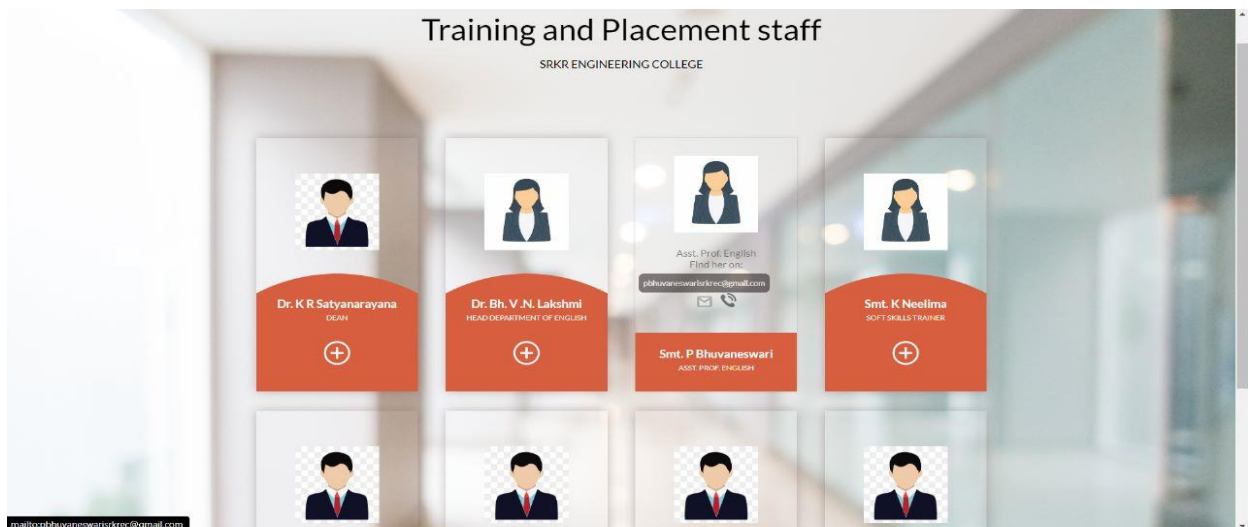 Training and Placement staff
SRKR ENGINEERING COLLEGE
Dr. K R Satyanarayana
DEAN
Dr. Bh. V .N. Lakshmi
HEAD DEPARTMENT OF ENGLISH
Asst. Prof. English
Find her on:
pbhuvaneswarisrkrec@gmail.com
Smt. P Bhuvaneswari
ASST. PROF. ENGLISH
Smt. K Neelima
SOFT SKILLS TRAINER
mailto:pbhuvaneswarisrkrec@gmail.com